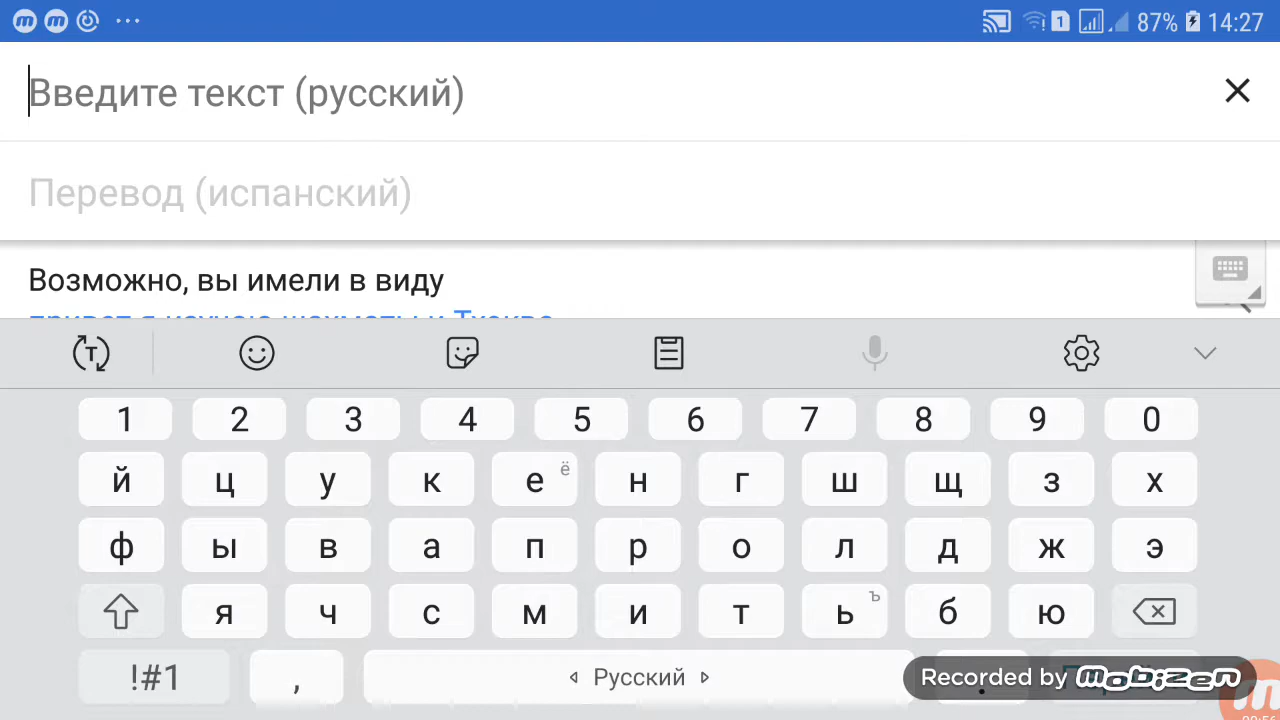 87% 14:27
Введите текст (русский)
Перевод (испанский)
Возможно, вы имели в виду
1 2 3 4 5 6 7 8 9 0
й ц у к е ё н г ш щ з х
ф ы в а п р о л д ж э
я ч с м и т ь ъ б ю
!#1 , Русский .
Recorded by mobizen